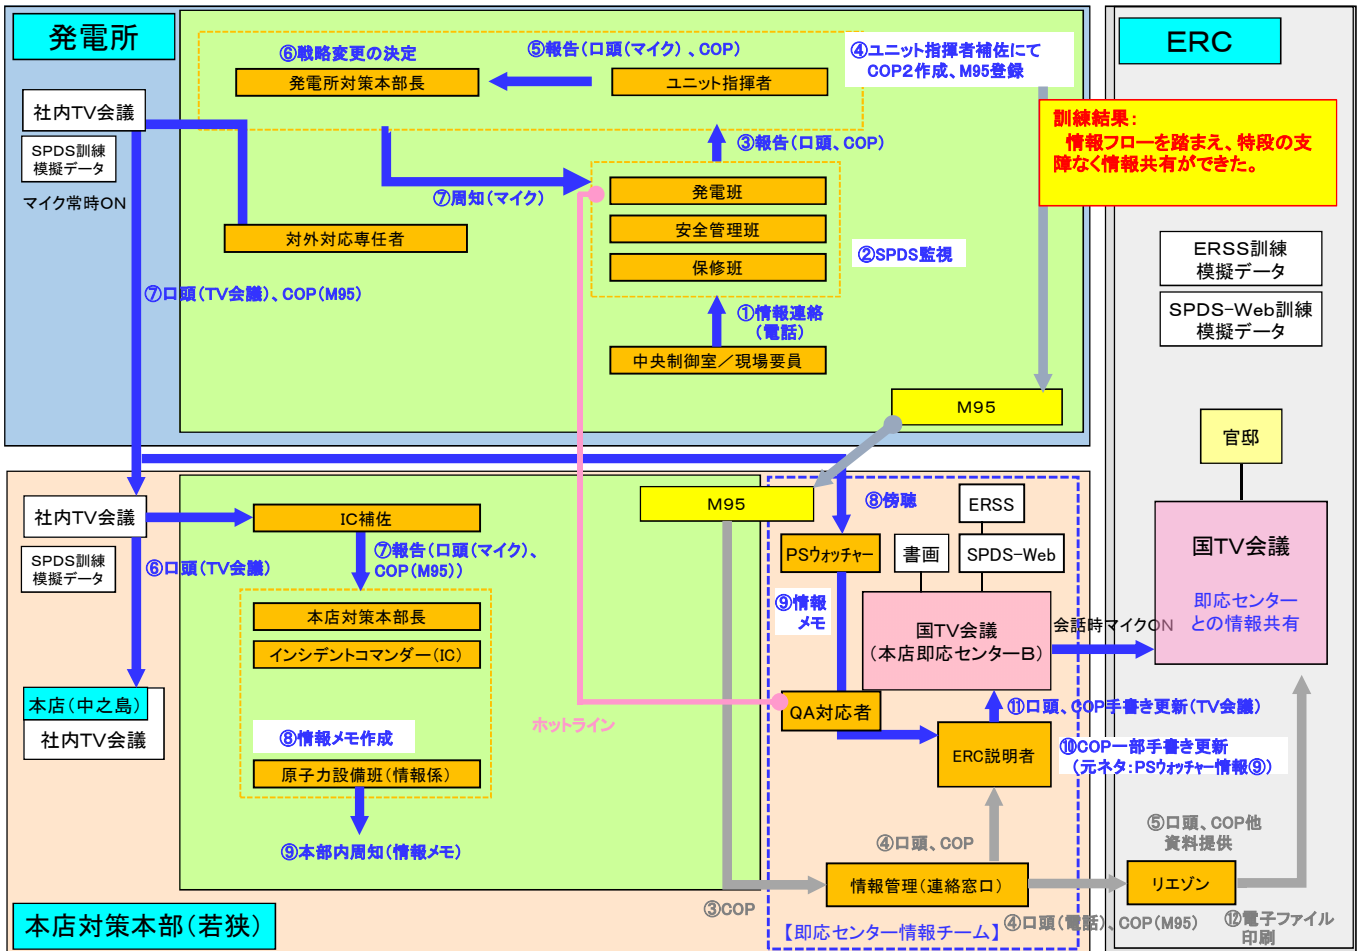 発電所
社内TV会議
SPDS訓練
模擬データ
マイク常時ON
⑥戦略変更の決定
発電所対策本部長
⑤報告(口頭(マイク)、COP)
ユニット指揮者
④ユニット指揮者補佐にて
COP2作成、M95登録
③報告(口頭、COP)
⑦周知(マイク)
発電班
安全管理班
保修班
②SPDS監視
対外対応専任者
⑦口頭(TV会議)、COP(M95)
①情報連絡
(電話)
中央制御室/現場要員
M95
ERC
訓練結果:
情報フローを踏まえ、特段の支
障なく情報共有ができた。
ERSS訓練
模擬データ
SPDS-Web訓練
模擬データ
官邸
国TV会議
即応センター
との情報共有
社内TV会議
SPDS訓練
模擬データ
IC補佐
⑥口頭(TV会議)
⑦報告(口頭(マイク)、
COP(M95))
本店対策本部長
インシデントコマンダー(IC)
本店(中之島)
社内TV会議
⑧情報メモ作成
原子力設備班(情報係)
⑨本部内周知(情報メモ)
本店対策本部(若狭)
ホットライン
M95
⑧傍聴
ERSS
PSウォッチャー
書画
SPDS-Web
⑨情報
メモ
国TV会議
(本店即応センターB)
会話時マイクON
QA対応者
⑪口頭、COP手書き更新(TV会議)
ERC説明者
⑩COP一部手書き更新
(元ネタ:PSウォッチャー情報⑨)
④口頭、COP
③COP
情報管理(連絡窓口)
【即応センター情報チーム】
④口頭(電話)、COP(M95)
⑤口頭、COP他
資料提供
リエゾン
⑫電子ファイル
印刷